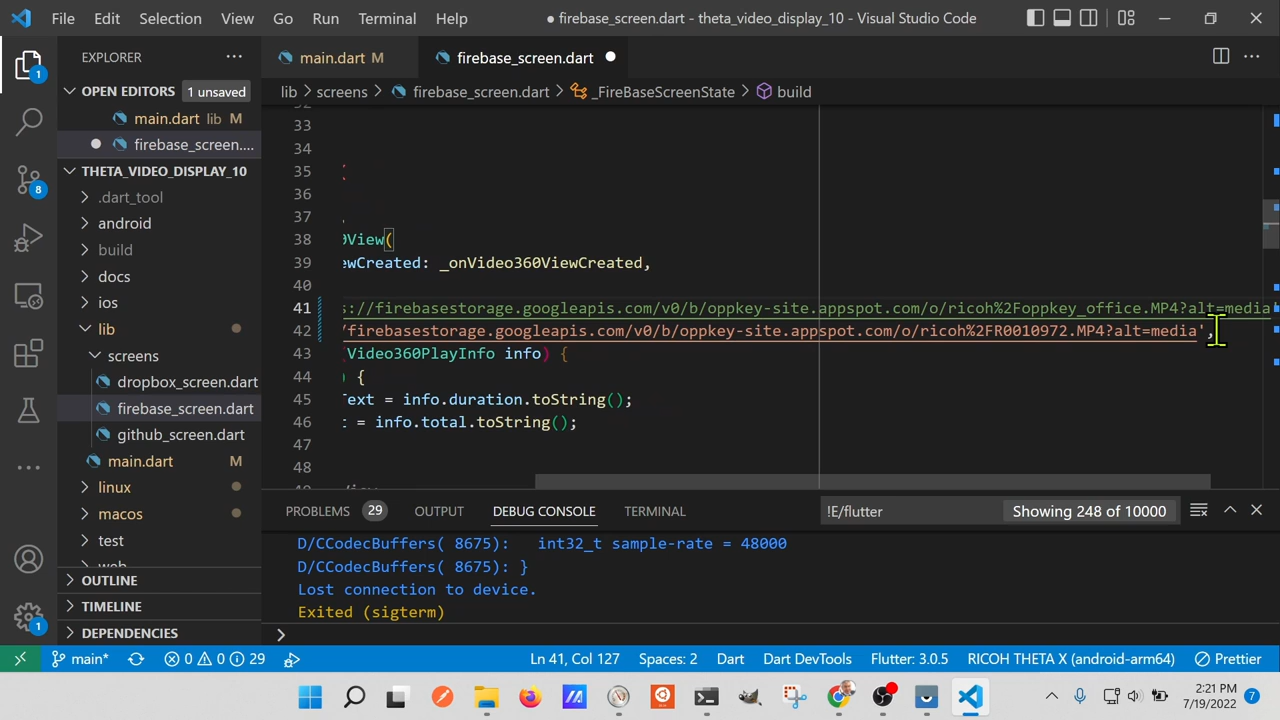 File Edit Selection View Go Run Terminal Help
● firebase_screen.dart - theta_video_display_10 - Visual Studio Code
EXPLORER
main.dart M
firebase_screen.dart
OPEN EDITORS 1 unsaved
lib > screens > firebase_screen.dart > _FireBaseScreenState > build
main.dart lib M
firebase_screen....
THETA_VIDEO_DISPLAY_10
.dart_tool
android
build
docs
ios
lib
screens
dropbox_screen.dart
firebase_screen.dart
github_screen.dart
main.dart M
linux
macos
test
OUTLINE
TIMELINE
DEPENDENCIES
33
34
35 (
36
37 ,
38 0View(
39 ewCreated: _onVideo360ViewCreated,
40
41 s://firebasestorage.googleapis.com/v0/b/oppkey-site.appspot.com/o/ricoh%2Foppkey_office.MP4?alt=media'
42 /firebasestorage.googleapis.com/v0/b/oppkey-site.appspot.com/o/ricoh%2FR0010972.MP4?alt=media',
43 (Video360PlayInfo info) {
44 ) {
45 Text = info.duration.toString();
46 t = info.total.toString();
47
48
PROBLEMS 29 OUTPUT DEBUG CONSOLE TERMINAL
!E/flutter Showing 248 of 10000
D/CCodecBuffers( 8675): int32_t sample-rate = 48000
D/CCodecBuffers( 8675): }
Lost connection to device.
Exited (sigterm)
1
8
1
main* 0 0 29
Ln 41, Col 127 Spaces: 2 Dart Dart DevTools Flutter: 3.0.5 RICOH THETA X (android-arm64) Prettier
2:21 PM
7/19/2022
7